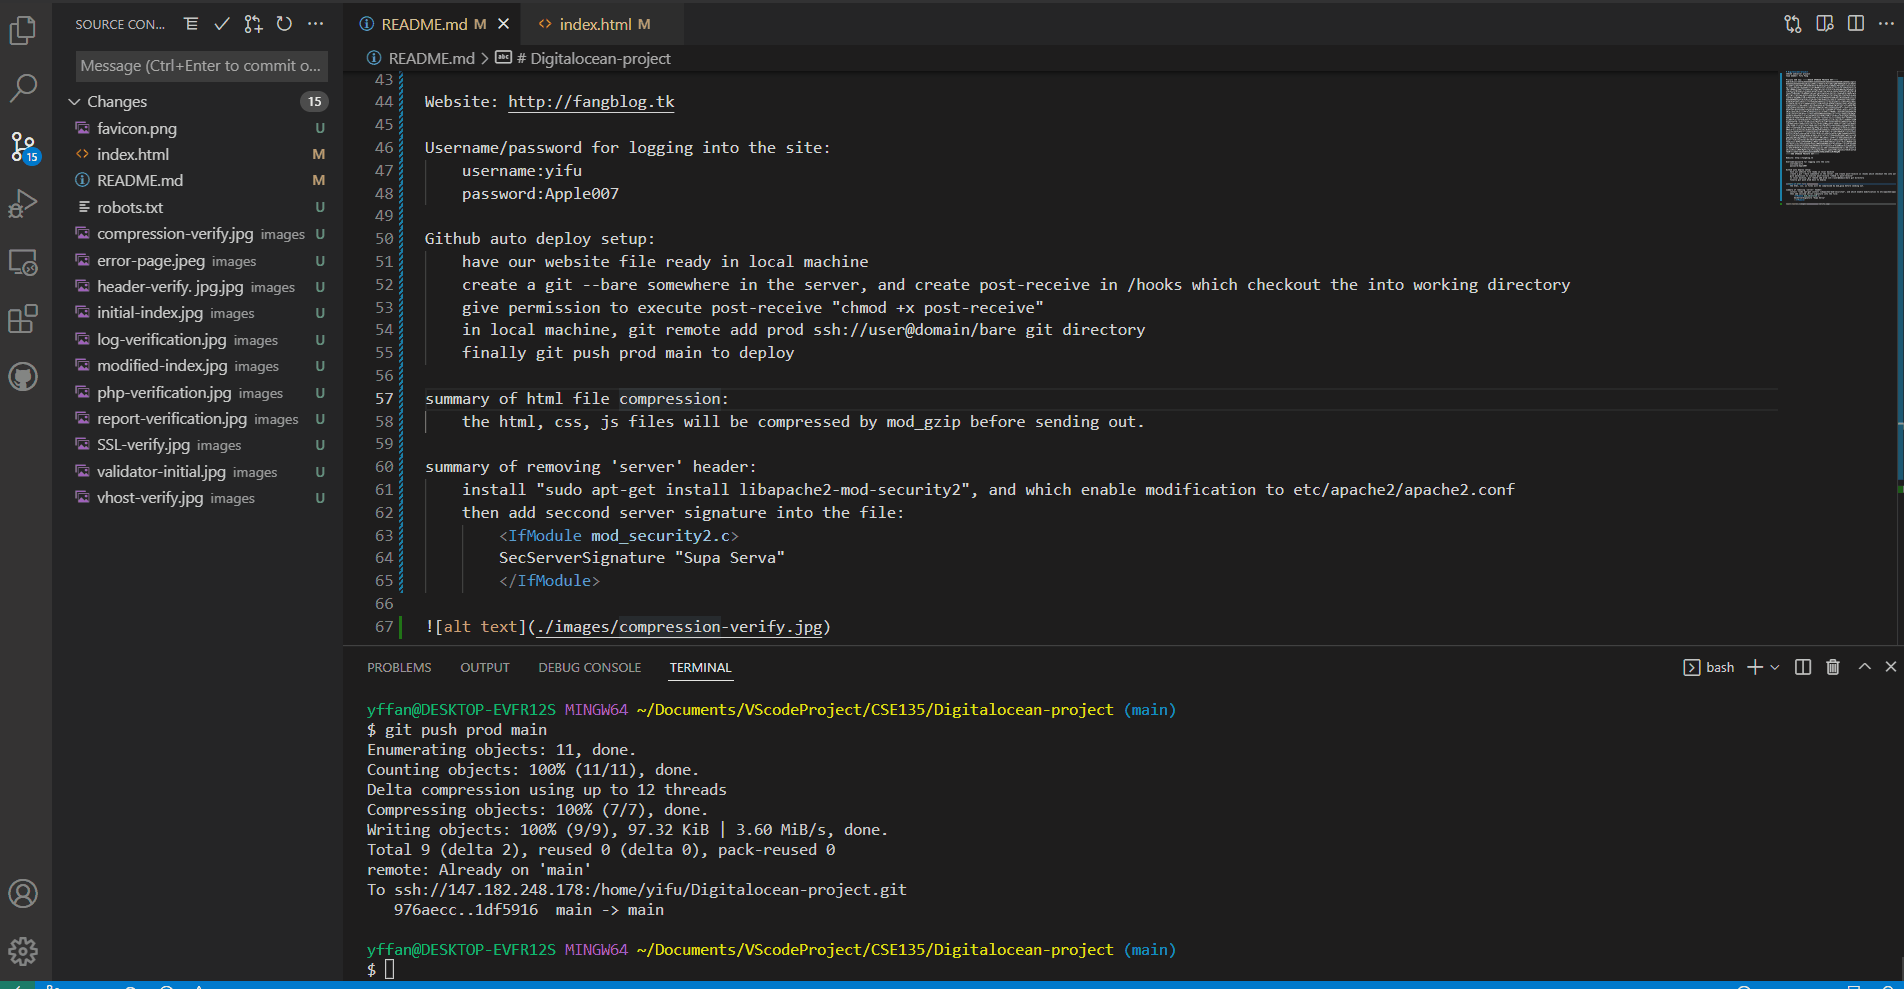 SOURCE CON...
Message (Ctrl+Enter to commit o...
Changes 15
favicon.png U
index.html M
README.md M
robots.txt U
compression-verify.jpg images U
error-page.jpeg images U
header-verify. jpg.jpg images U
initial-index.jpg images U
log-verification.jpg images U
modified-index.jpg images U
php-verification.jpg images U
report-verification.jpg images U
SSL-verify.jpg images U
validator-initial.jpg images U
vhost-verify.jpg images U
15
README.md M
index.html M
README.md > # Digitalocean-project
43
44 Website: http://fangblog.tk
45
46 Username/password for logging into the site:
47 username:yifu
48 password:Apple007
49
50 Github auto deploy setup:
51 have our website file ready in local machine
52 create a git --bare somewhere in the server, and create post-receive in /hooks which checkout the into working directory
53 give permission to execute post-receive "chmod +x post-receive"
54 in local machine, git remote add prod ssh://user@domain/bare git directory
55 finally git push prod main to deploy
56
57 summary of html file compression:
58 the html, css, js files will be compressed by mod_gzip before sending out.
59
60 summary of removing 'server' header:
61 install "sudo apt-get install libapache2-mod-security2", and which enable modification to etc/apache2/apache2.conf
62 then add seccond server signature into the file:
63 <IfModule mod_security2.c>
64 SecServerSignature "Supa Serva"
65 </IfModule>
66
67 ![alt text](./images/compression-verify.jpg)
PROBLEMS OUTPUT DEBUG CONSOLE TERMINAL
bash
yffan@DESKTOP-EVFR12S MINGW64 ~/Documents/VScodeProject/CSE135/Digitalocean-project (main)
$ git push prod main
Enumerating objects: 11, done.
Counting objects: 100% (11/11), done.
Delta compression using up to 12 threads
Compressing objects: 100% (7/7), done.
Writing objects: 100% (9/9), 97.32 KiB | 3.60 MiB/s, done.
Total 9 (delta 2), reused 0 (delta 0), pack-reused 0
remote: Already on 'main'
To ssh://147.182.248.178:/home/yifu/Digitalocean-project.git
976aecc..1df5916 main -> main
yffan@DESKTOP-EVFR12S MINGW64 ~/Documents/VScodeProject/CSE135/Digitalocean-project (main)
$